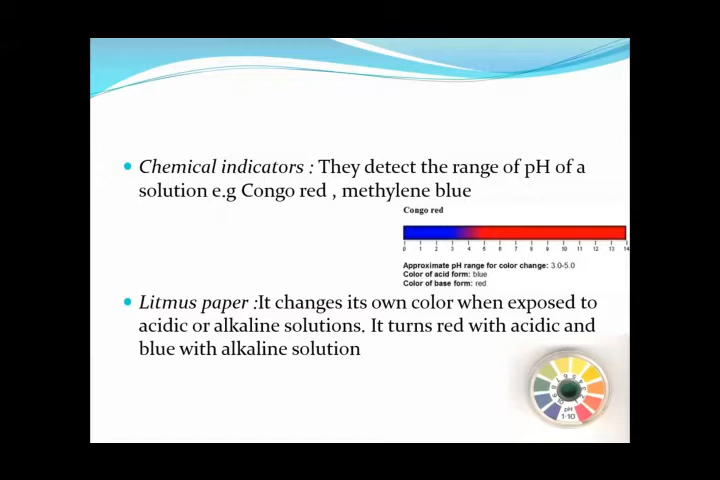 Chemical indicators : They detect the range of pH of a
solution e.g Congo red , methylene blue
Congo red
0 1 2 3 4 5 6 7 8 9 10 11 12 13 14
Approximate pH range for color change: 3.0-5.0
Color of acid form: blue
Color of base form: red
Litmus paper :It changes its own color when exposed to
acidic or alkaline solutions. It turns red with acidic and
blue with alkaline solution
pH
1-10